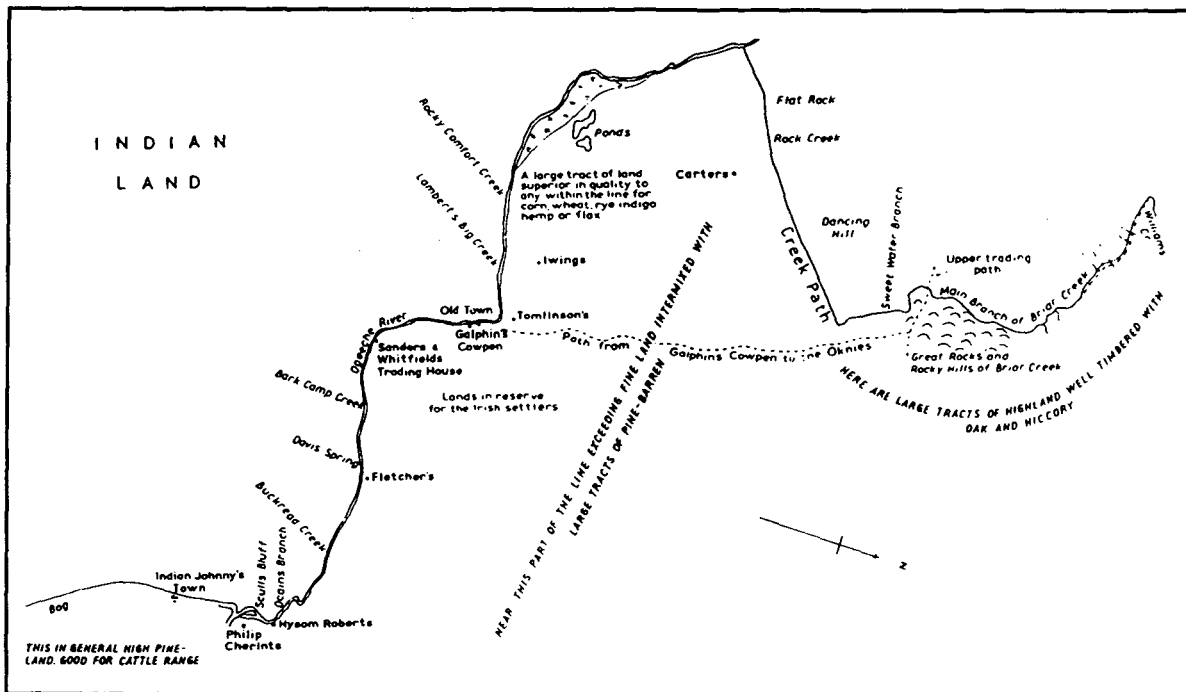 INDIAN
LAND
Rocky Comfort Creek
Lambert's Big Creek
Ponds
A large tract of land
superior in quality to
any within the line for
corn, wheat, rye indigo
hemp or flax
Flat Rock
Rock Creek
Carters
Dancing
Hill
Creek Path
Sweet Water Branch
Upper trading
path
Williams
Cr
Main Branch of Briar Creek
Iwings
Old Town
Tomlinson's
Galphin's
Cowpen
Path from Galphins Cowpen to the Oknies
Great Rocks and
Rocky Hills of Briar Creek
HERE ARE LARGE TRACTS OF HIGHLAND WELL TIMBERED WITH
OAK AND HICCORY
Ogeeche River
Sanders &
Whitfields
Trading House
Bark Camp Creek
Lands in reserve
for the Irish settlers
Davis Spring
Fletcher's
Buckread Creek
NEAR THIS PART OF THE LINE EXCEEDING FINE LAND INTERMIXED WITH
LARGE TRACTS OF PINE-BARREN
N
Indian Johnny's
Town
Sculls Bluff
Branch
Bog
Hysom Roberts
Philip
Cherints
THIS IN GENERAL HIGH PINE-
LAND. GOOD FOR CATTLE RANGE